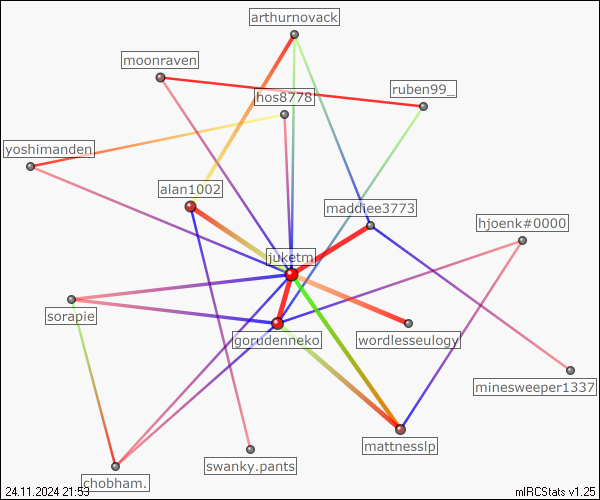 arthurnovack
moonraven
ruben99_
hos8778
yoshimanden
alan1002
maddiee3773
hjoenk#0000
juketm
sorapie
gorudenneko
wordlesseulogy
minesweeper1337
mattnesslp
swanky.pants
chobham.
24.11.2024 21:53
mIRCStats v1.25